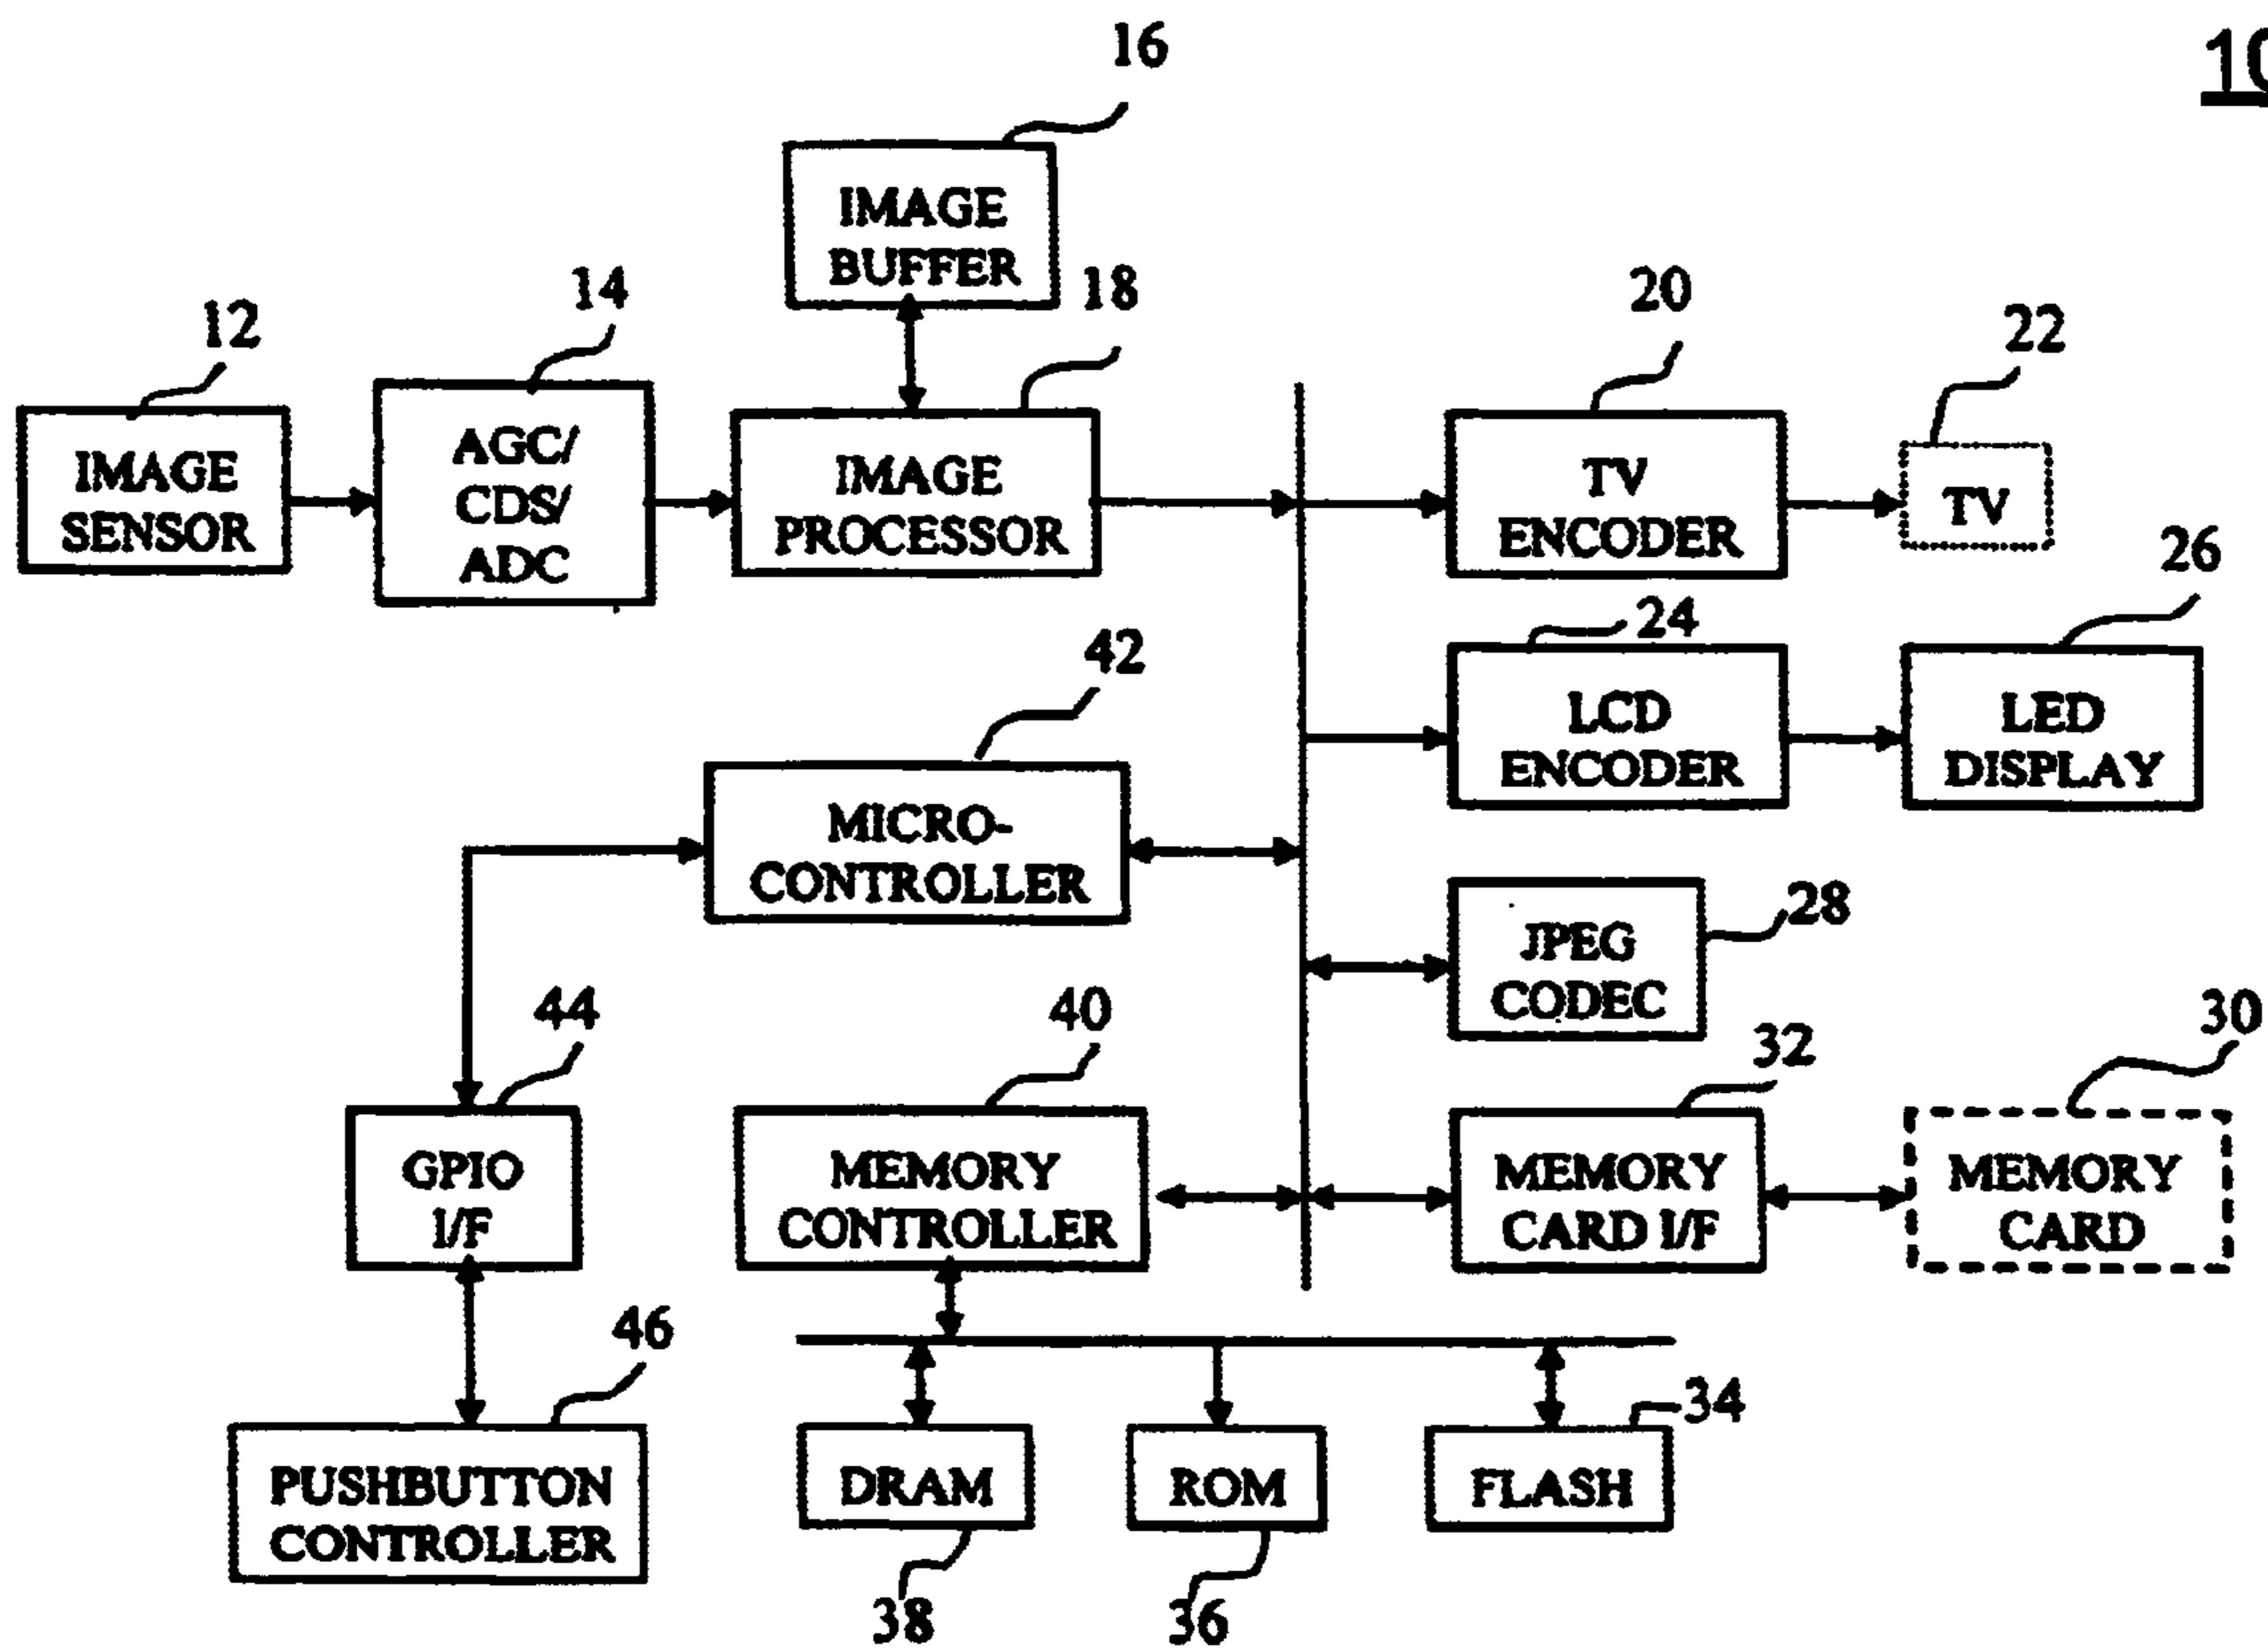 16
10
IMAGE
BUFFER
12
14
18
20
22
IMAGE
SENSOR
AGC/
CDS/
ADC
IMAGE
PROCESSOR
TV
ENCODER
TV
26
24
42
LCD
ENCODER
LED
DISPLAY
MICRO-
CONTROLLER
28
JPEG
CODEC
44
40
32
30
GPIO
I/F
MEMORY
CONTROLLER
MEMORY
CARD I/F
MEMORY
CARD
46
34
PUSHBUTTON
CONTROLLER
DRAM
ROM
FLASH
38
36